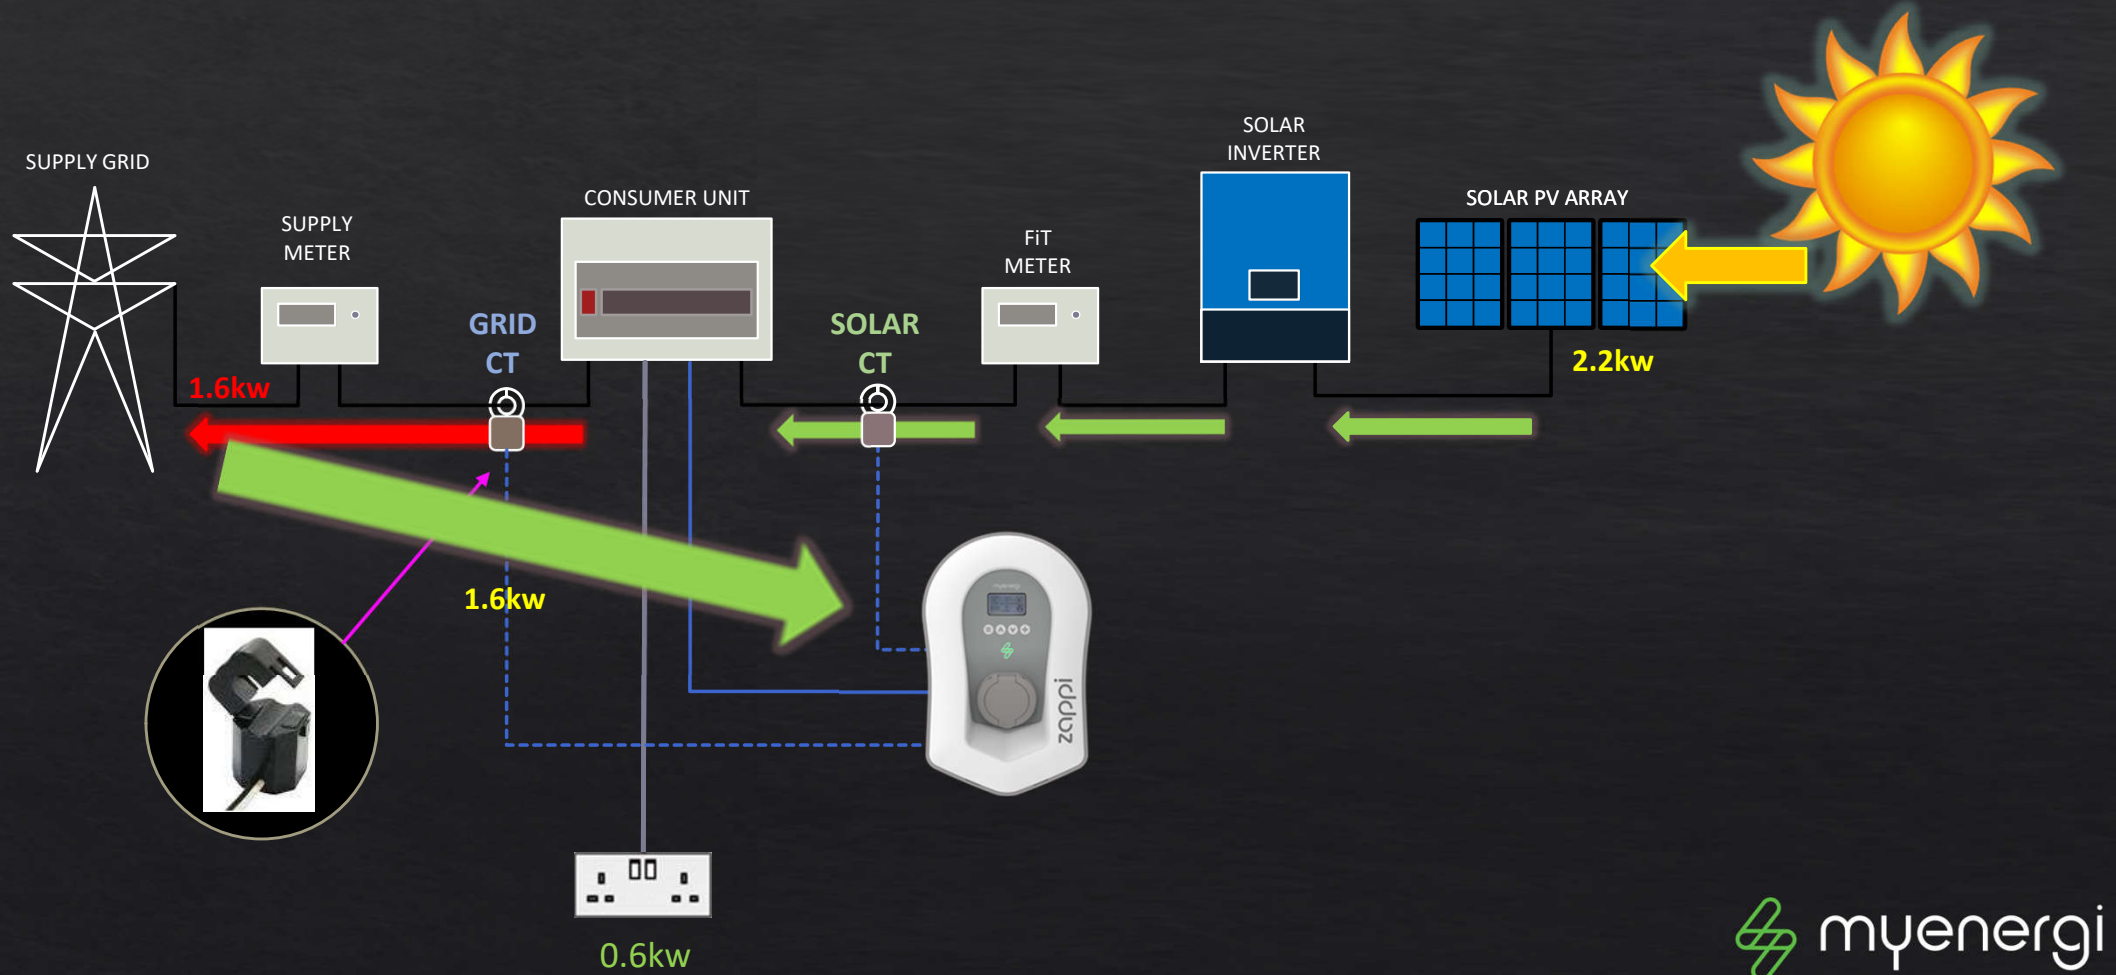 SUPPLY GRID
SUPPLY
METER
CONSUMER UNIT
GRID
CT
SOLAR
CT
FiT
METER
SOLAR
INVERTER
SOLAR PV ARRAY
2.2kw
1.6kw
1.6kw
myenergi
zappi
0.6kw
myenergi